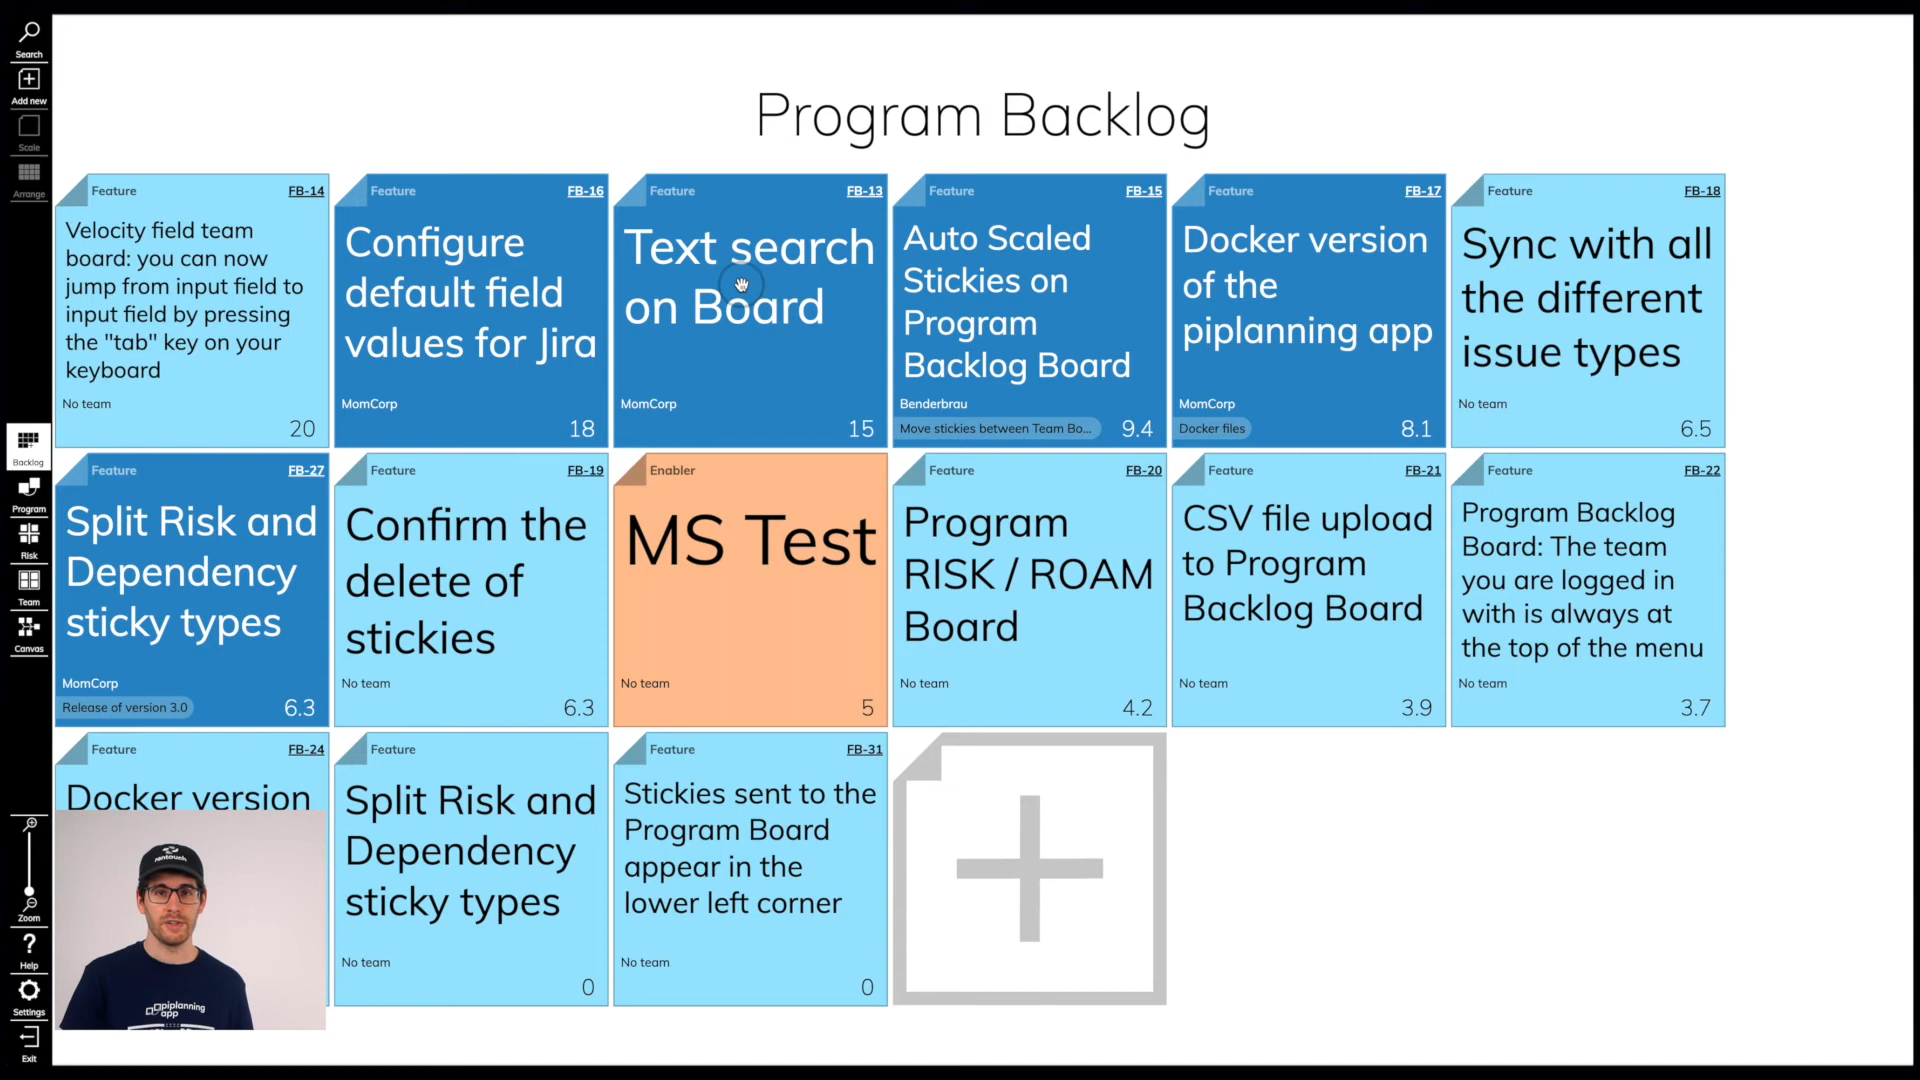 Search
Add new
Scale
Arrange
Backlog
Program
Risk
Team
Canvas
Zoom
Help
Settings
Exit
Program Backlog
Feature FB-14
Velocity field team
board: you can now
jump from input field to
input field by pressing
the "tab" key on your
keyboard
No team
20
Feature FB-16
Configure
default field
values for Jira
MomCorp
18
Feature FB-13
Text search
on Board
MomCorp
15
Feature FB-15
Auto Scaled
Stickies on
Program
Backlog Board
Benderbrau
Move stickies between Team Bo... 9.4
Feature FB-17
Docker version
of the
piplanning app
MomCorp
Docker files 8.1
Feature FB-18
Sync with all
the different
issue types
No team
6.5
Feature FB-27
Split Risk and
Dependency
sticky types
MomCorp
Release of version 3.0 6.3
Feature FB-19
Confirm the
delete of
stickies
No team
6.3
Enabler
MS Test
No team
5
Feature FB-20
Program
RISK / ROAM
Board
No team
4.2
Feature FB-21
CSV file upload
to Program
Backlog Board
No team
3.9
Feature FB-22
Program Backlog
Board: The team
you are logged in
with is always at
the top of the menu
No team
3.7
Feature FB-24
Docker version
Feature
Split Risk and
Dependency
sticky types
No team
0
Feature FB-31
Stickies sent to the
Program Board
appear in the
lower left corner
No team
0
rentouch
piplanning
app